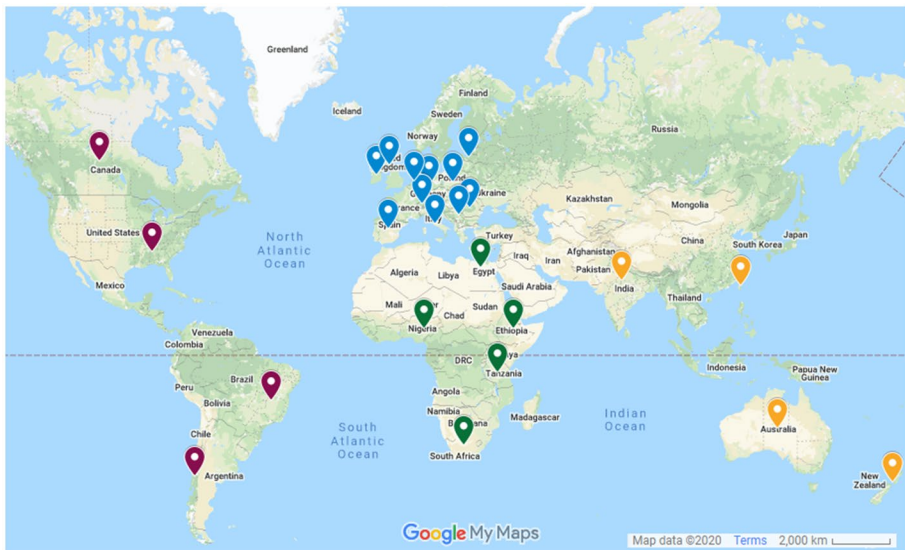 Greenland
Iceland
Finland
Sweden
Norway
Russia
Canada
Kingdom
Poland
Ukraine
France
Spain
Italy
Kazakhstan
Mongolia
United States
North
Atlantic
Ocean
Turkey
China
Japan
South Korea
Afghanistan
Iraq
Iran
Pakistan
Algeria
Libya
Egypt
Mexico
Saudi Arabia
India
Thailand
Mali
Sudan
Chad
Nigeria
Ethiopia
Venezuela
Colombia
DRC
Tanzania
Indonesia
Papua New
Guinea
Brazil
Peru
Bolivia
Angola
Namibia
Madagascar
Indian
Ocean
South
Atlantic
Ocean
Chile
Australia
South Africa
Argentina
New
Zealand
Google My Maps
Map data ©2020 Terms 2,000 km